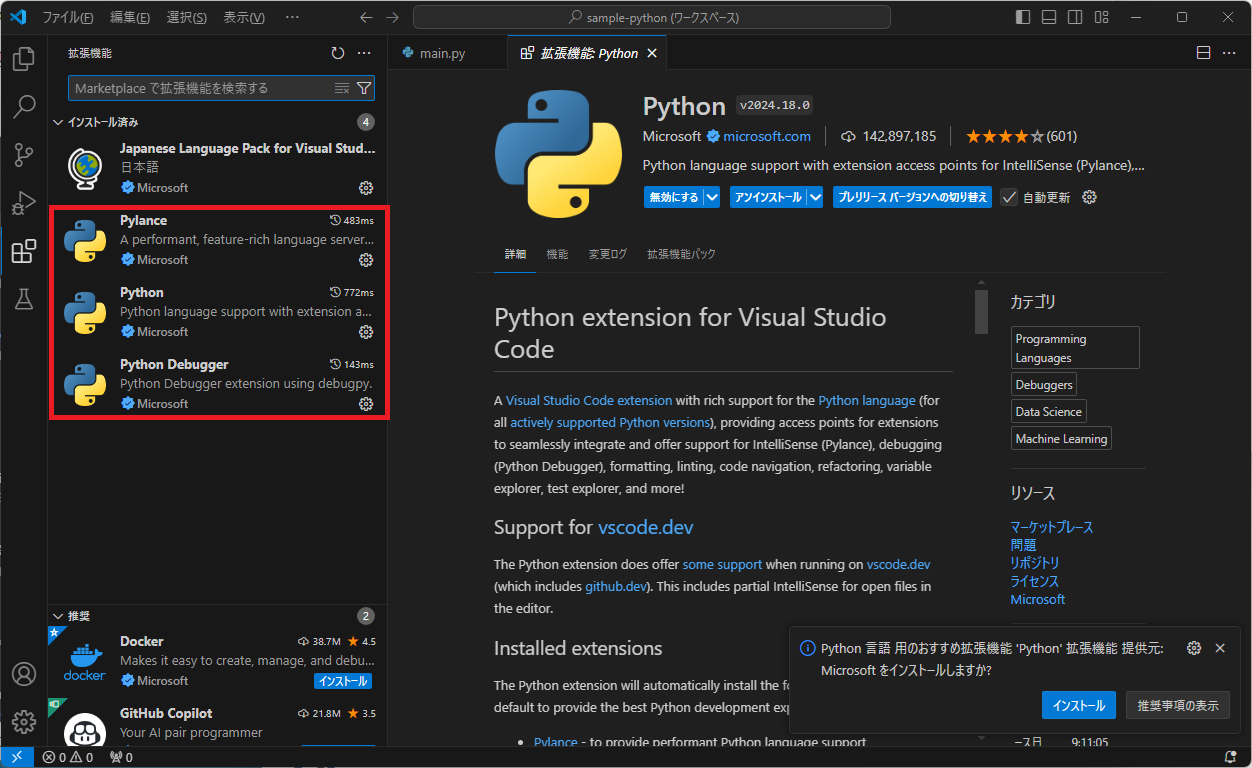 ファイル(F) 編集(E) 選択(S) 表示(V) ···
sample-python (ワークスペース)
拡張機能
Marketplace で拡張機能を検索する
インストール済み 4
Japanese Language Pack for Visual Stud...
日本語
Microsoft
Pylance 483ms
A performant, feature-rich language server...
Microsoft
Python 772ms
Python language support with extension a...
Microsoft
Python Debugger 143ms
Python Debugger extension using debugpy.
Microsoft
推奨 2
Docker 38.7M ★ 4.5
Makes it easy to create, manage, and debu...
Microsoft インストール
docker
GitHub Copilot 21.8M ★ 3.5
Your AI pair programmer
main.py 拡張機能: Python
Python v2024.18.0
Microsoft microsoft.com 142,897,185 (601)
Python language support with extension access points for IntelliSense (Pylance),...
無効にする アンインストール プレリリース バージョンへの切り替え 自動更新
詳細 機能 変更ログ 拡張機能パック
Python extension for Visual Studio
Code
A Visual Studio Code extension with rich support for the Python language (for
all actively supported Python versions), providing access points for extensions
to seamlessly integrate and offer support for IntelliSense (Pylance), debugging
(Python Debugger), formatting, linting, code navigation, refactoring, variable
explorer, test explorer, and more!
Support for vscode.dev
The Python extension does offer some support when running on vscode.dev
(which includes github.dev). This includes partial IntelliSense for open files in
the editor.
Installed extensions
The Python extension will automatically install the fo
default to provide the best Python development exp
• Pylance - to provide performant Python language support
カテゴリ
Programming
Languages
Debuggers
Data Science
Machine Learning
リソース
マーケットプレース
問題
リポジトリ
ライセンス
Microsoft
Python 言語 用のおすすめ拡張機能 'Python' 拡張機能 提供元:
Microsoft をインストールしますか?
インストール 推奨事項の表示
9:11:05
0 0 0